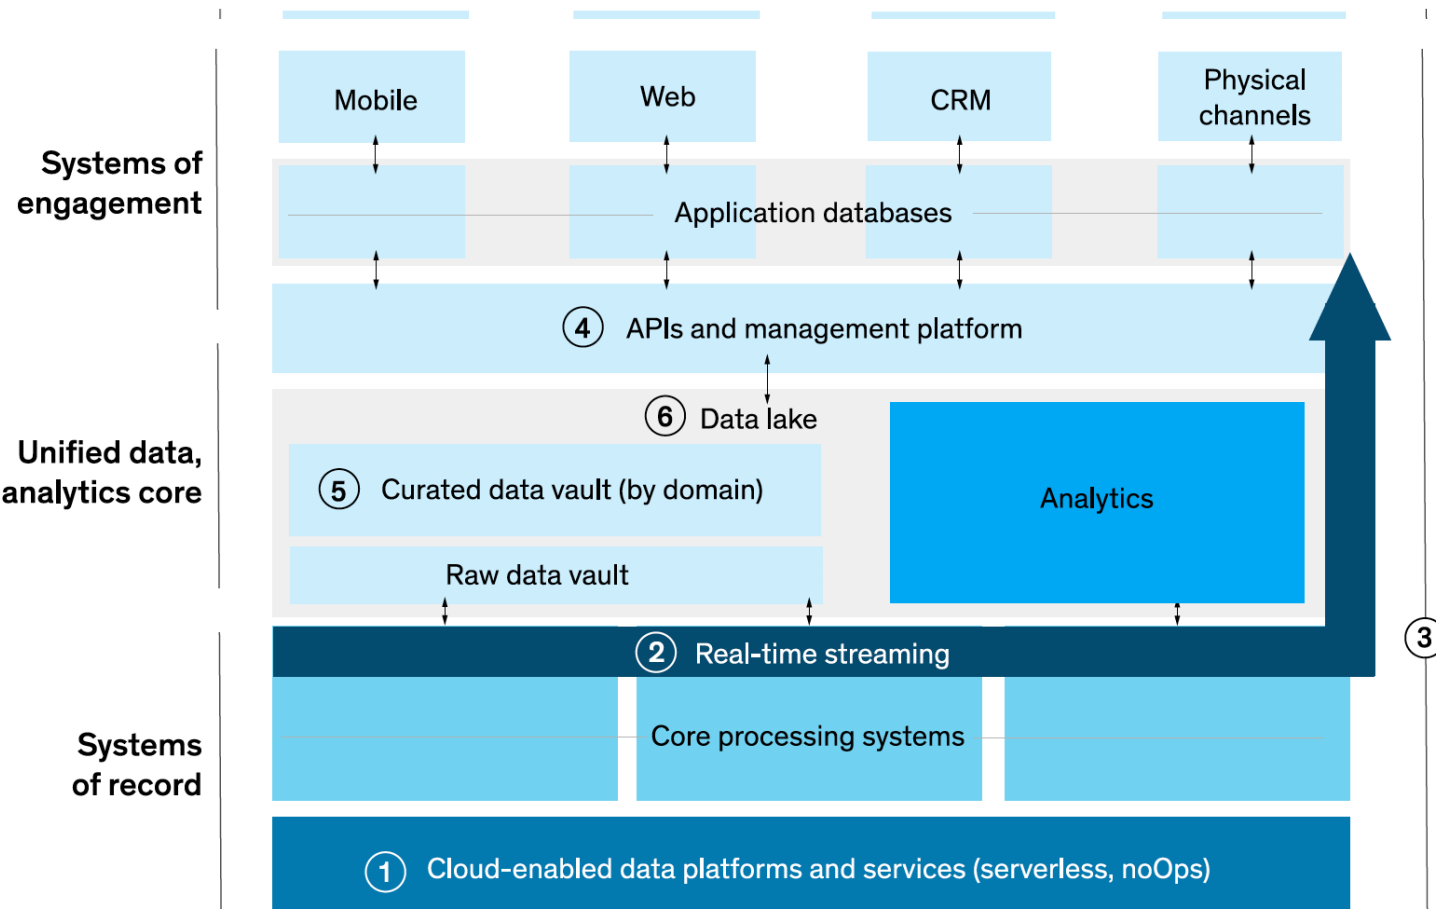 Mobile
Web
CRM
Physical
channels
Systems of
engagement
Application databases
4 APIs and management platform
6 Data lake
Unified data,
analytics core
5 Curated data vault (by domain)
Analytics
Raw data vault
2 Real-time streaming
3
Systems
of record
Core processing systems
1 Cloud-enabled data platforms and services (serverless, noOps)